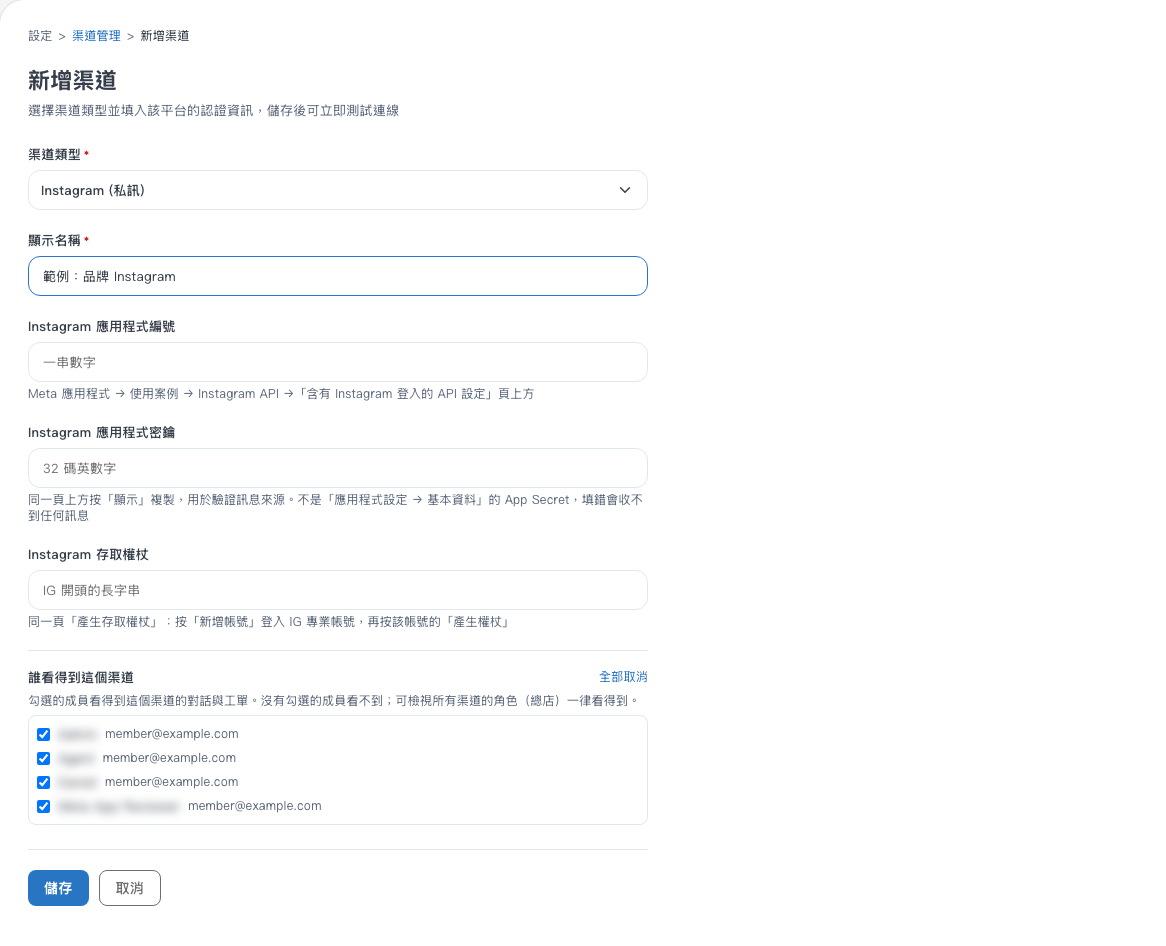 設定 > 渠道管理 > 新增渠道
新增渠道
選擇渠道類型並填入該平台的認證資訊，儲存後可立即測試連線
渠道類型*
Instagram (私訊)
顯示名稱*
範例：品牌 Instagram
Instagram 應用程式編號
一串數字
Meta 應用程式 → 使用案例 → Instagram API →「含有 Instagram 登入的 API 設定」頁上方
Instagram 應用程式密鑰
32 碼英數字
同一頁上方按「顯示」複製，用於驗證訊息來源。不是「應用程式設定 → 基本資料」的 App Secret，填錯會收不
到任何訊息
Instagram 存取權杖
IG 開頭的長字串
同一頁「產生存取權杖」：按「新增帳號」登入 IG 專業帳號，再按該帳號的「產生權杖」
誰看得到這個渠道 全部取消
勾選的成員看得到這個渠道的對話與工單。沒有勾選的成員看不到；可檢視所有渠道的角色（總店）一律看得到。
member@example.com
member@example.com
member@example.com
member@example.com
儲存 取消